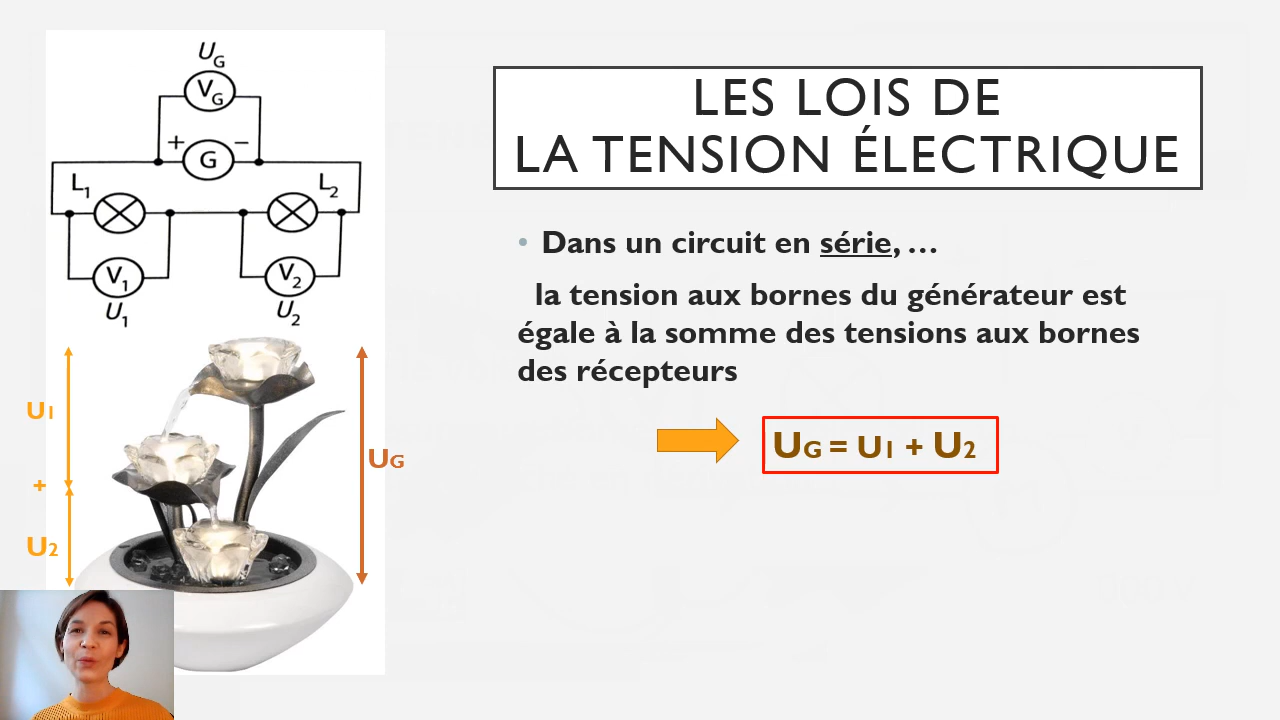 LES LOIS DE
LA TENSION ÉLECTRIQUE
• Dans un circuit en série, …
la tension aux bornes du générateur est
égale à la somme des tensions aux bornes
des récepteurs
UG = U1 + U2
UG
VG
+ −
G
L1 L2
V1 V2
U1 U2
U1
+
U2
UG